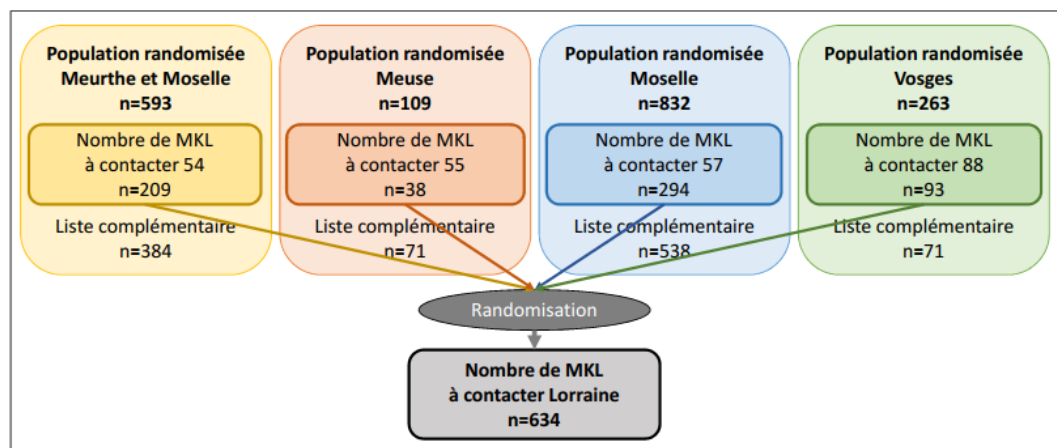 Population randomisée
Meurthe et Moselle
n=593
Nombre de MKL
à contacter 54
n=209
Liste complémentaire
n=384
Population randomisée
Meuse
n=109
Nombre de MKL
à contacter 55
n=38
Liste complémentaire
n=71
Population randomisée
Moselle
n=832
Nombre de MKL
à contacter 57
n=294
Liste complémentaire
n=538
Population randomisée
Vosges
n=263
Nombre de MKL
à contacter 88
n=93
Liste complémentaire
n=71
Randomisation
Nombre de MKL
à contacter Lorraine
n=634